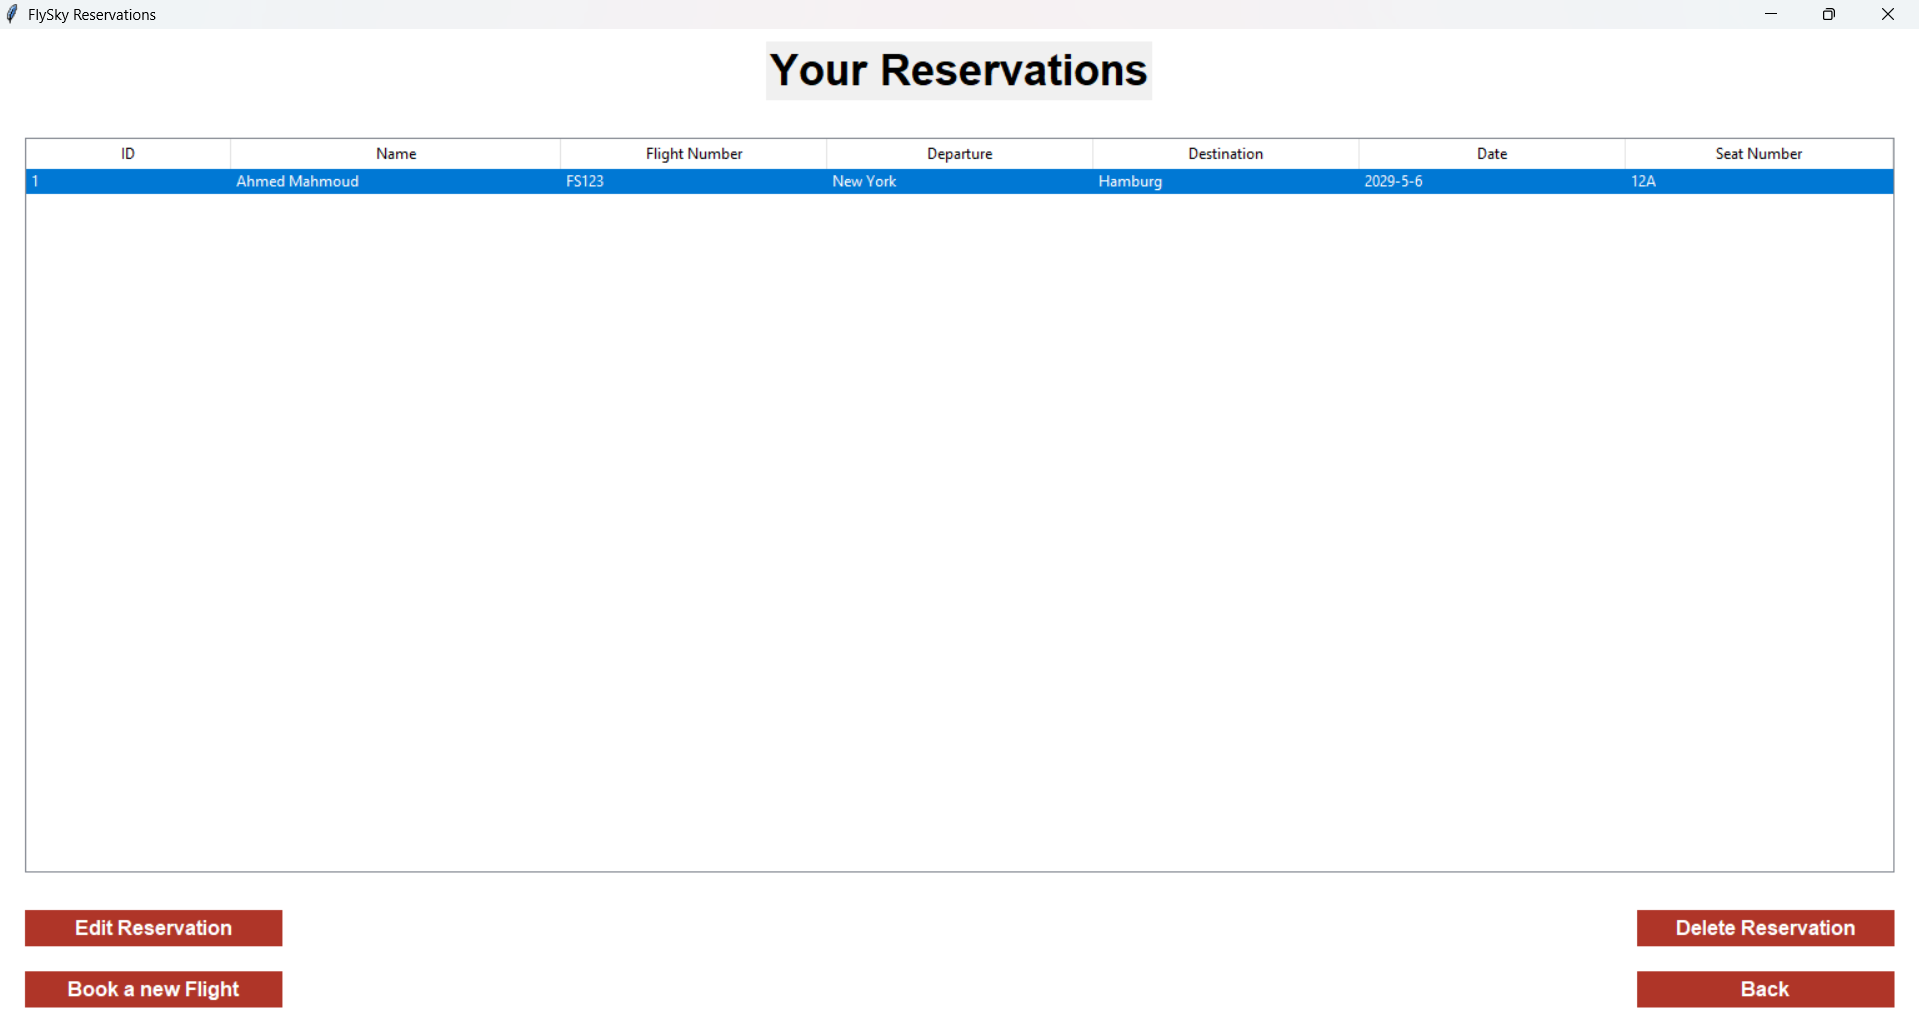 FlySky Reservations
Your Reservations
ID Name Flight Number Departure Destination Date Seat Number
1 Ahmed Mahmoud FS123 New York Hamburg 2029-5-6 12A
Edit Reservation Delete Reservation
Book a new Flight Back